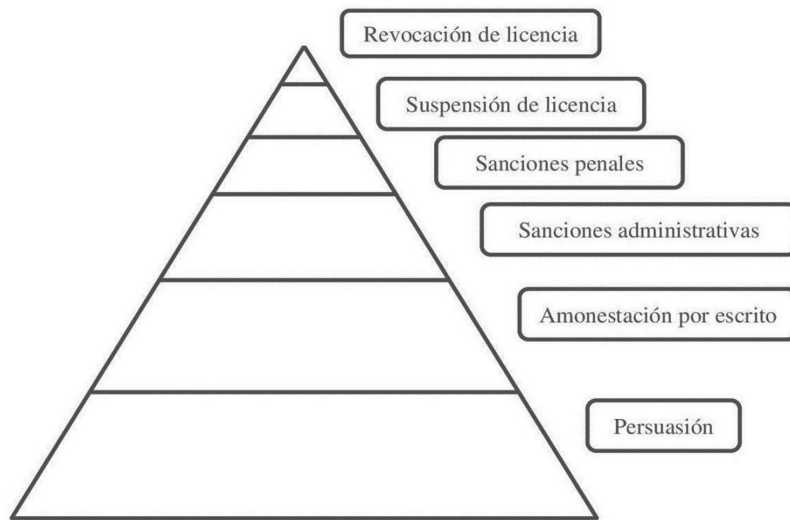 Revocación de licencia
Suspensión de licencia
Sanciones penales
Sanciones administrativas
Amonestación por escrito
Persuasión